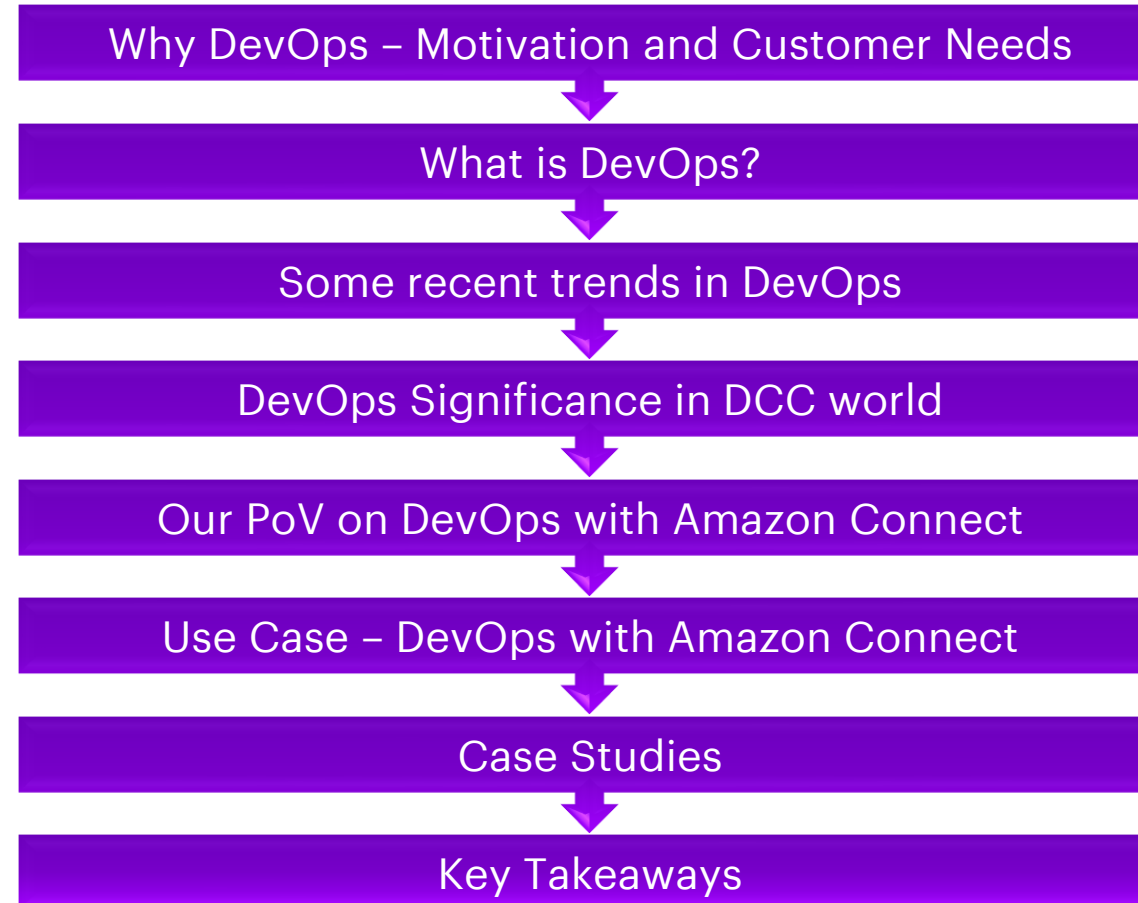 Why DevOps – Motivation and Customer Needs
What is DevOps?
Some recent trends in DevOps
DevOps Significance in DCC world
Our PoV on DevOps with Amazon Connect
Use Case – DevOps with Amazon Connect
Case Studies
Key Takeaways